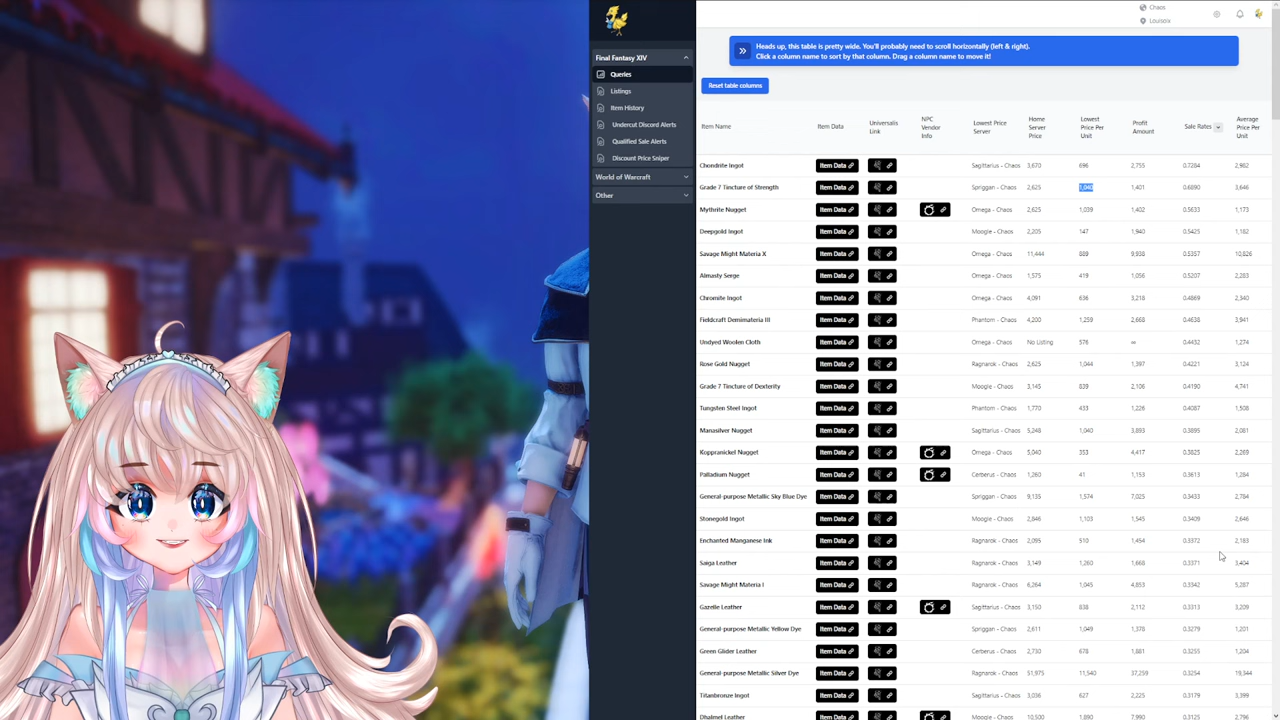 Chaos
Louisoix
Final Fantasy XIV
Queries
Listings
Item History
Undercut Discord Alerts
Qualified Sale Alerts
Discount Price Sniper
World of Warcraft
Other
Heads up, this table is pretty wide. You'll probably need to scroll horizontally (left & right).
Click a column name to sort by that column. Drag a column name to move it!
Reset table columns
Item Name Item Data Universalis Link NPC Vendor Info Lowest Price Server Home Server Price Lowest Price Per Unit Profit Amount Sale Rates Average Price Per Unit
Chondrite Ingot Item Data Sagittarius - Chaos 3,670 696 2,755 0.7284 2,982
Grade 7 Tincture of Strength Item Data Spriggan - Chaos 2,625 1,040 1,401 0.6890 3,646
Mythrite Nugget Item Data Omega - Chaos 2,625 1,039 1,402 0.5633 1,173
Deepgold Ingot Item Data Moogle - Chaos 2,205 147 1,940 0.5425 1,182
Savage Might Materia X Item Data Omega - Chaos 11,444 889 9,938 0.5357 10,826
Almasty Serge Item Data Omega - Chaos 1,575 419 1,056 0.5207 2,283
Chromite Ingot Item Data Omega - Chaos 4,091 636 3,218 0.4869 2,340
Fieldcraft Demimateria III Item Data Phantom - Chaos 4,200 1,259 2,668 0.4638 3,941
Undyed Woolen Cloth Item Data Omega - Chaos No Listing 576 ∞ 0.4432 1,274
Rose Gold Nugget Item Data Ragnarok - Chaos 2,625 1,044 1,397 0.4221 3,124
Grade 7 Tincture of Dexterity Item Data Moogle - Chaos 3,145 839 2,106 0.4190 4,741
Tungsten Steel Ingot Item Data Phantom - Chaos 1,770 433 1,226 0.4087 1,508
Manasilver Nugget Item Data Sagittarius - Chaos 5,248 1,040 3,893 0.3895 2,081
Koppranickel Nugget Item Data Omega - Chaos 5,040 353 4,417 0.3825 2,269
Palladium Nugget Item Data Cerberus - Chaos 1,260 41 1,153 0.3613 1,284
General-purpose Metallic Sky Blue Dye Item Data Spriggan - Chaos 9,135 1,574 7,025 0.3433 2,784
Stonegold Ingot Item Data Moogle - Chaos 2,846 1,103 1,545 0.3409 2,646
Enchanted Manganese Ink Item Data Ragnarok - Chaos 2,095 510 1,454 0.3372 2,183
Saiga Leather Item Data Ragnarok - Chaos 3,149 1,260 1,668 0.3371 3,404
Savage Might Materia I Item Data Ragnarok - Chaos 6,264 1,045 4,853 0.3342 5,287
Gazelle Leather Item Data Sagittarius - Chaos 3,150 838 2,112 0.3313 3,209
General-purpose Metallic Yellow Dye Item Data Spriggan - Chaos 2,611 1,049 1,378 0.3279 1,201
Green Glider Leather Item Data Cerberus - Chaos 2,730 678 1,881 0.3255 1,204
General-purpose Metallic Silver Dye Item Data Ragnarok - Chaos 51,975 11,540 37,259 0.3254 19,344
Titanbronze Ingot Item Data Sagittarius - Chaos 3,036 627 2,225 0.3179 3,399
Dhalmel Leather Item Data Moogle - Chaos 10,500 1,890 7,990 0.3125 2,796